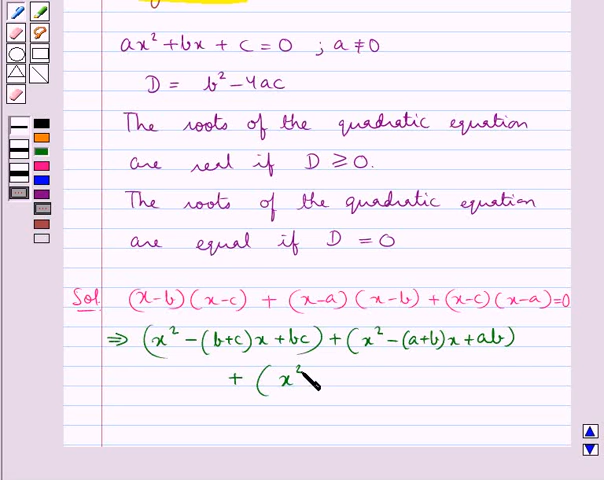 ax² + bx + c = 0 ; a ≠ 0
D = b² - 4ac
The roots of the quadratic equation
are real if D ≥ 0.
The roots of the quadratic equation
are equal if D = 0
Sol. (x-b)(x-c) + (x-a)(x-b) + (x-c)(x-a) = 0
⇒ (x² - (b+c)x + bc) + (x² - (a+b)x + ab)
+ (x²